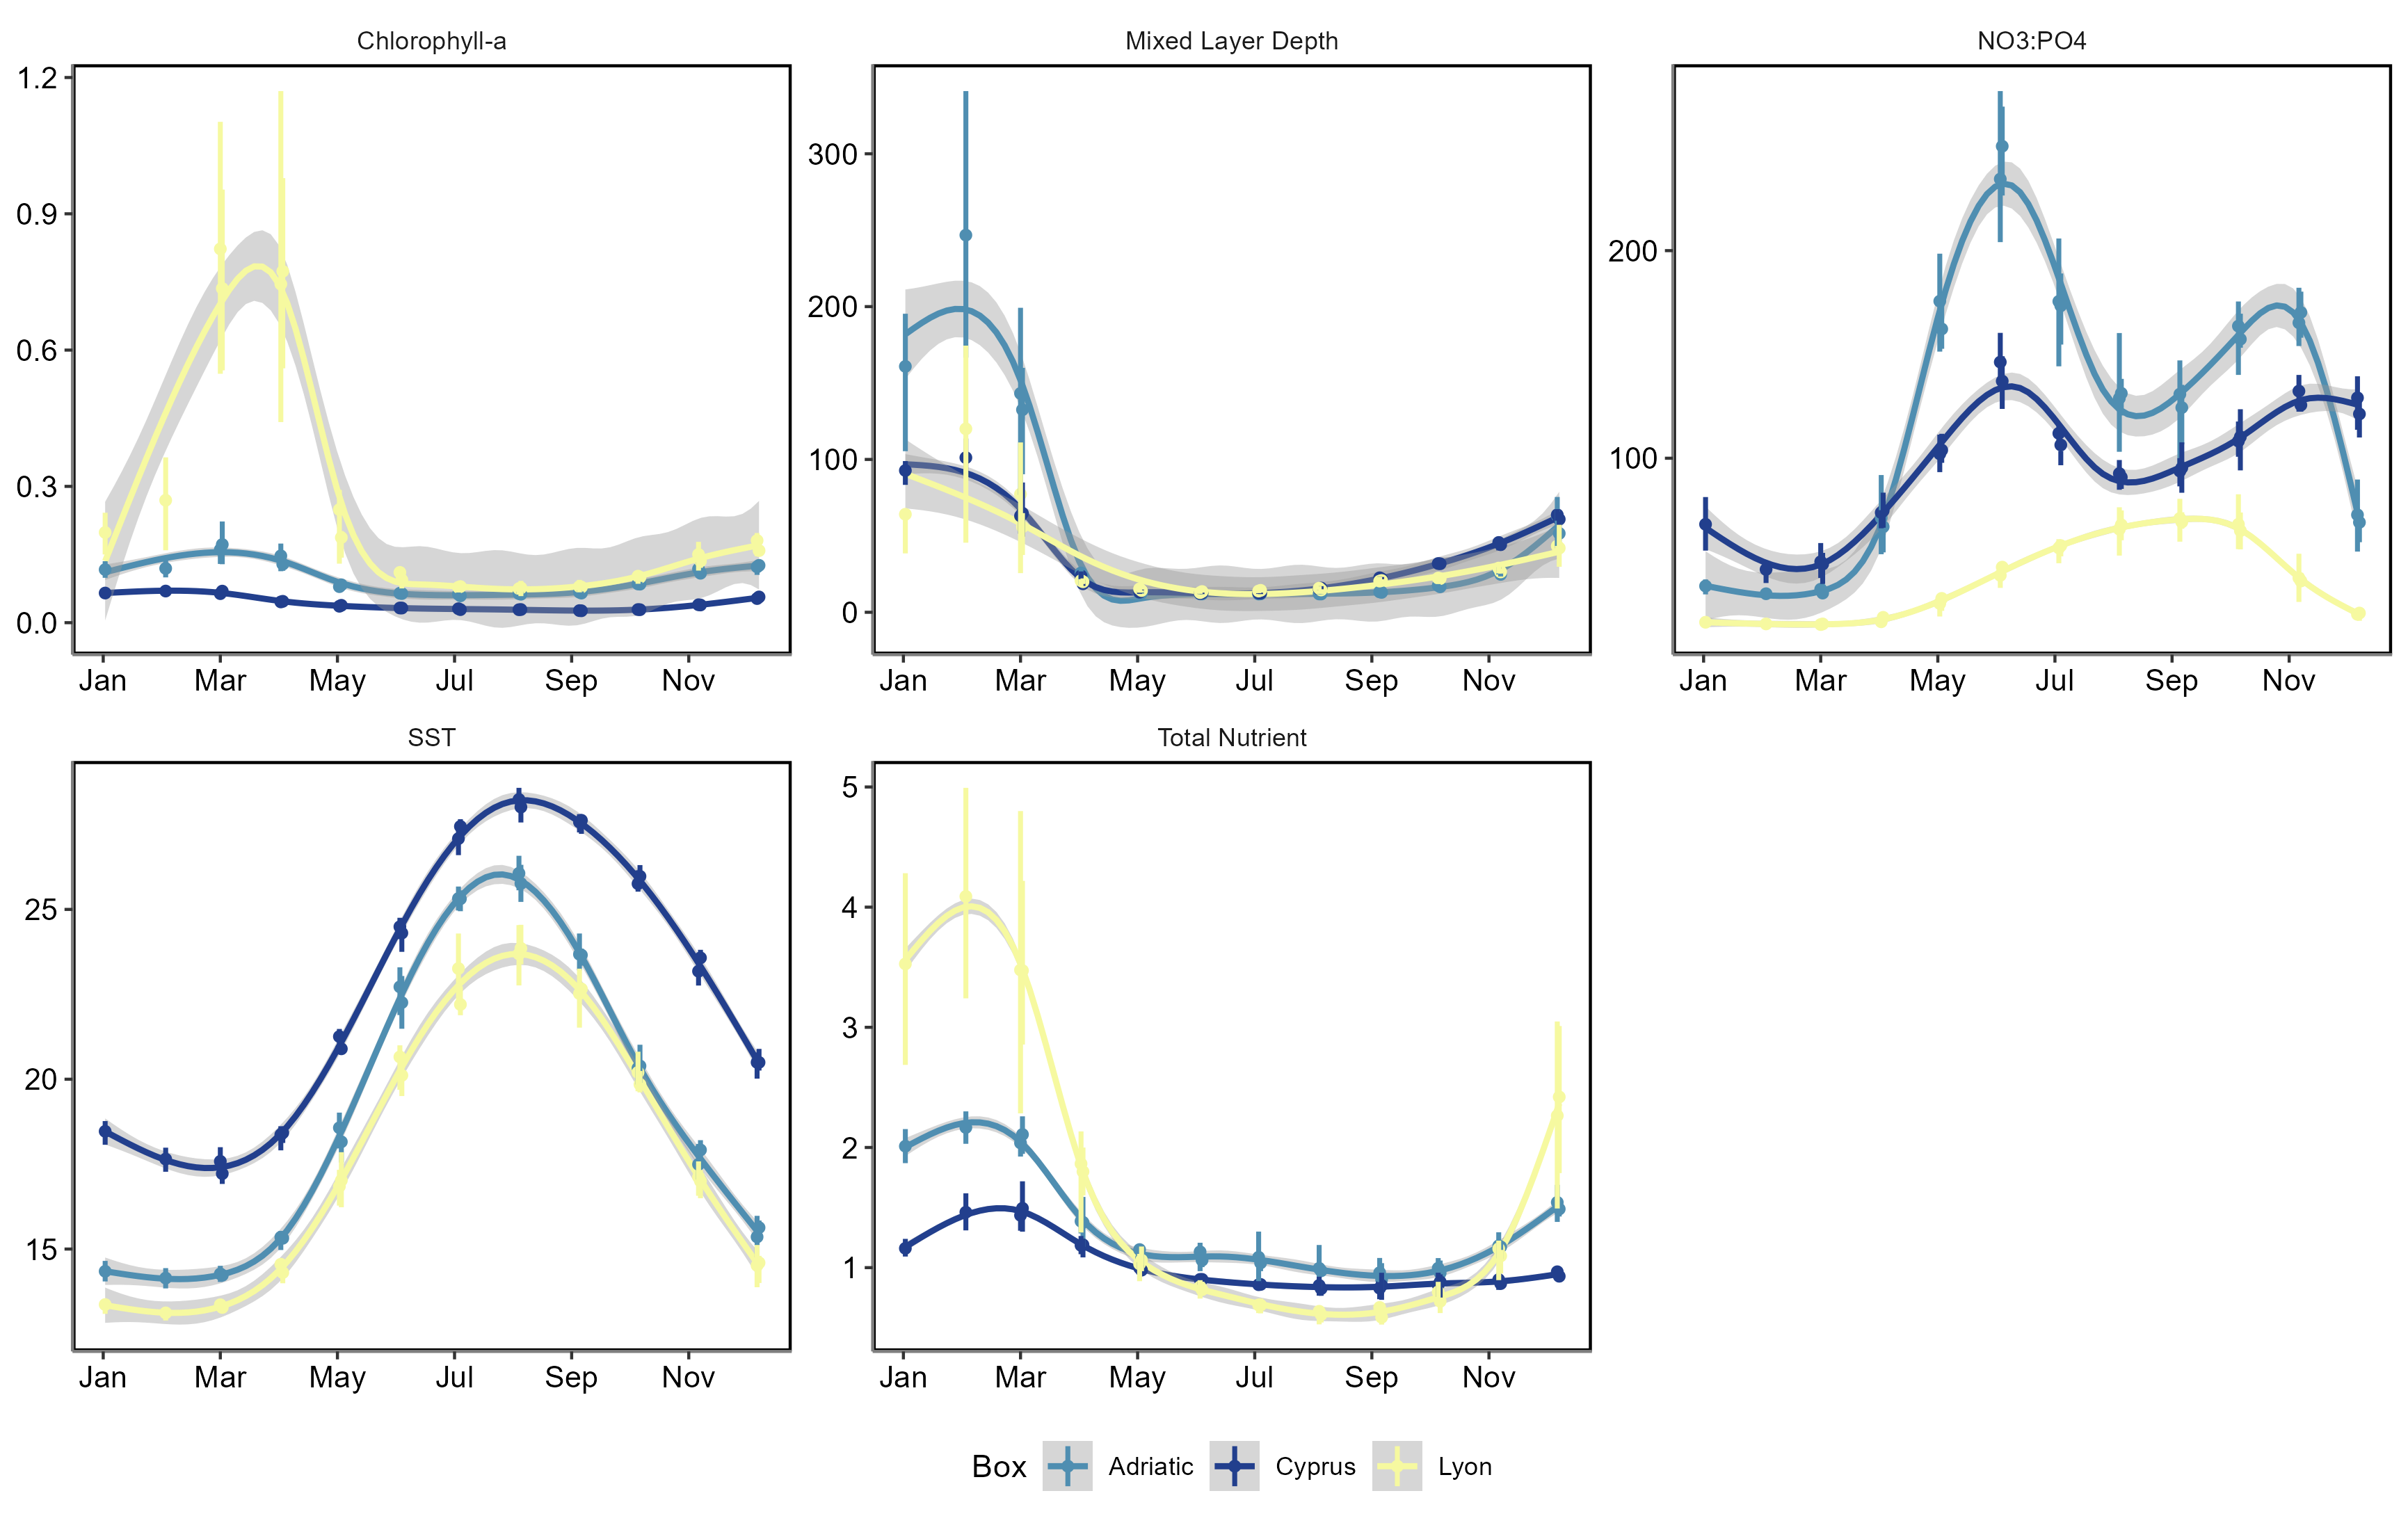 Chlorophyll-a
Mixed Layer Depth
NO3:PO4
1.2
0.9
0.6
0.3
0.0
300
200
100
0
200
100
Jan Mar May Jul Sep Nov
Jan Mar May Jul Sep Nov
Jan Mar May Jul Sep Nov
SST
Total Nutrient
25
20
15
5
4
3
2
1
Jan Mar May Jul Sep Nov
Jan Mar May Jul Sep Nov
Box Adriatic Cyprus Lyon